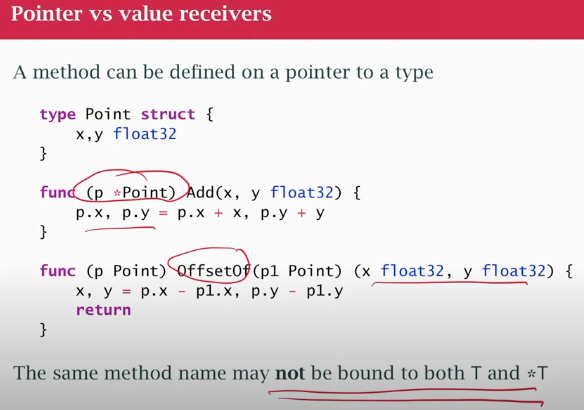 Pointer vs value receivers
A method can be defined on a pointer to a type
type Point struct {
x,y float32
}
func (p *Point) Add(x, y float32) {
p.x, p.y = p.x + x, p.y + y
}
func (p Point) OffsetOf(p1 Point) (x float32, y float32) {
x, y = p.x - p1.x, p.y - p1.y
return
}
The same method name may not be bound to both T and *T